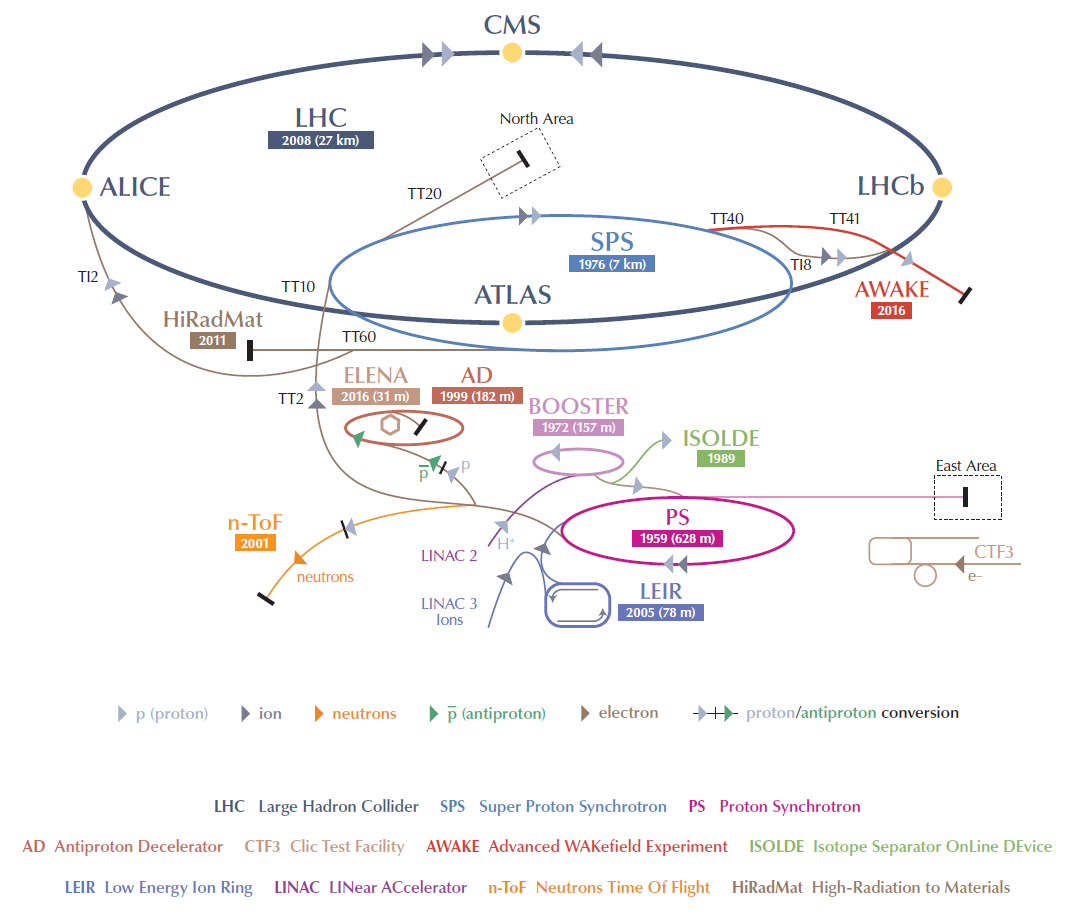 CMS
LHC
2008 (27 km)
North Area
ALICE
LHCb
TT20
TT40
TT41
SPS
1976 (7 km)
TI8
TI2
TT10
ATLAS
AWAKE
2016
HiRadMat
2011
TT60
ELENA
2016 (31 m)
AD
1999 (182 m)
TT2
BOOSTER
1972 (157 m)
ISOLDE
1989
p̅
p
East Area
n-ToF
2001
neutrons
LINAC 2
H⁺
PS
1959 (628 m)
CTF3
e–
LINAC 3
Ions
LEIR
2005 (78 m)
p (proton) ion neutrons p̅ (antiproton) electron proton/antiproton conversion
LHC Large Hadron Collider SPS Super Proton Synchrotron PS Proton Synchrotron
AD Antiproton Decelerator CTF3 Clic Test Facility AWAKE Advanced WAKefield Experiment ISOLDE Isotope Separator OnLine DEvice
LEIR Low Energy Ion Ring LINAC LINear ACcelerator n-ToF Neutrons Time Of Flight HiRadMat High-Radiation to Materials